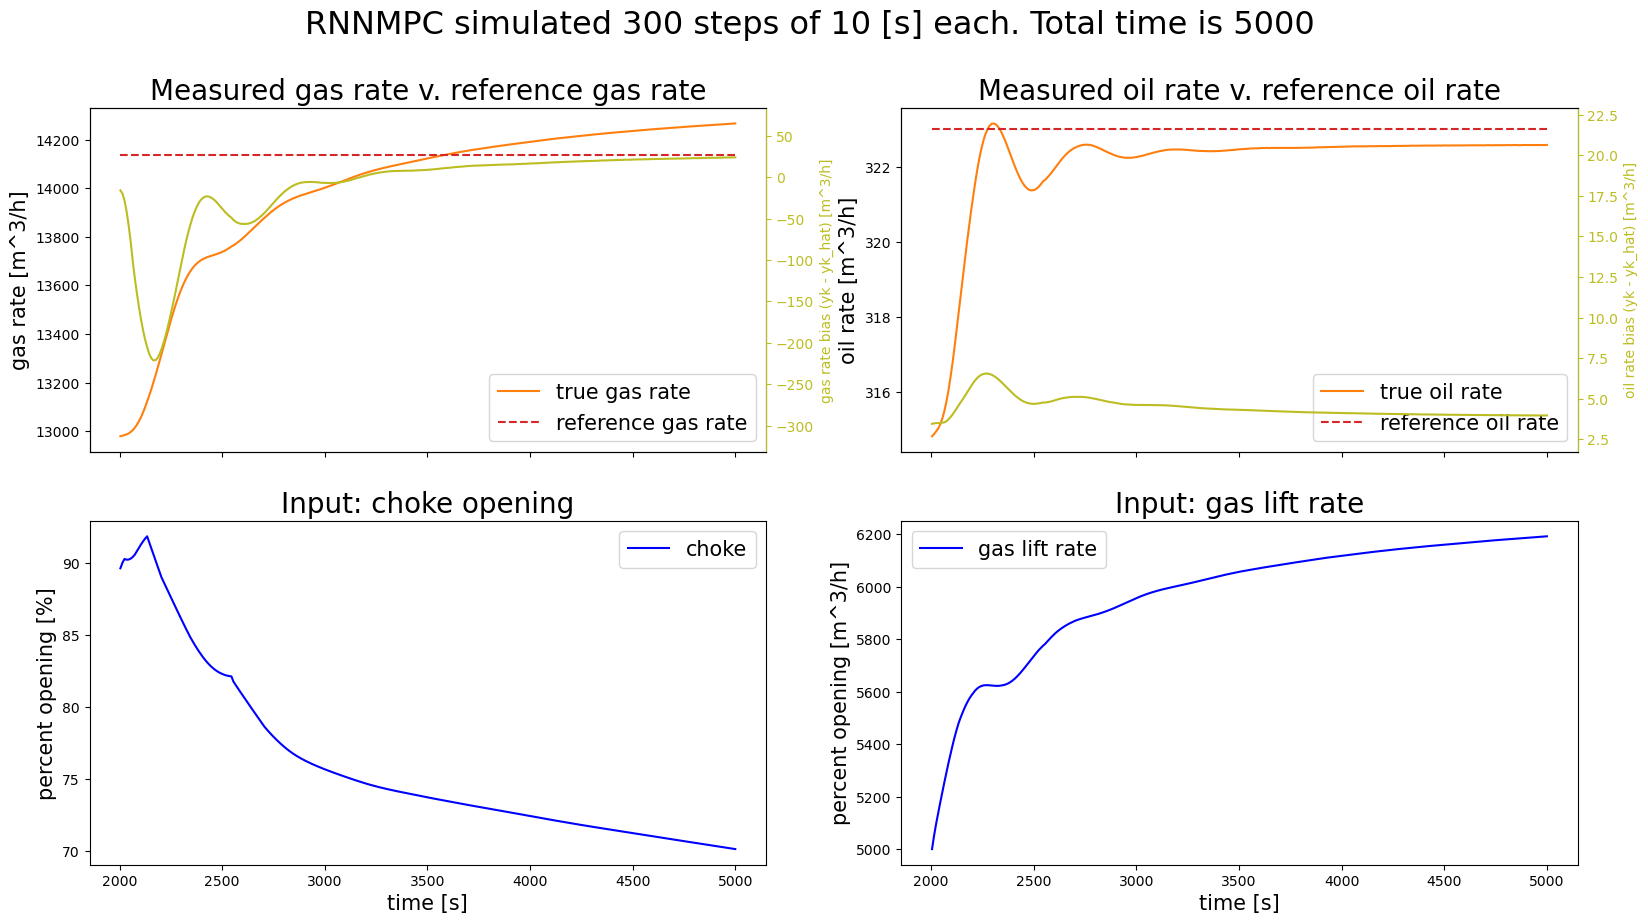 RNNMPC simulated 300 steps of 10 [s] each. Total time is 5000
Measured gas rate v. reference gas rate
gas rate [m^3/h]
14200
14000
13800
13600
13400
13200
13000
50
0
−50
−100
−150
−200
−250
−300
gas rate bias (yk - yk_hat) [m^3/h]
true gas rate
reference gas rate
Measured oil rate v. reference oil rate
oil rate [m^3/h]
322
320
318
316
22.5
20.0
17.5
15.0
12.5
10.0
7.5
5.0
2.5
oil rate bias (yk - yk_hat) [m^3/h]
true oil rate
reference oil rate
Input: choke opening
percent opening [%]
90
85
80
75
70
choke
2000 2500 3000 3500 4000 4500 5000
time [s]
Input: gas lift rate
percent opening [m^3/h]
6200
6000
5800
5600
5400
5200
5000
gas lift rate
2000 2500 3000 3500 4000 4500 5000
time [s]